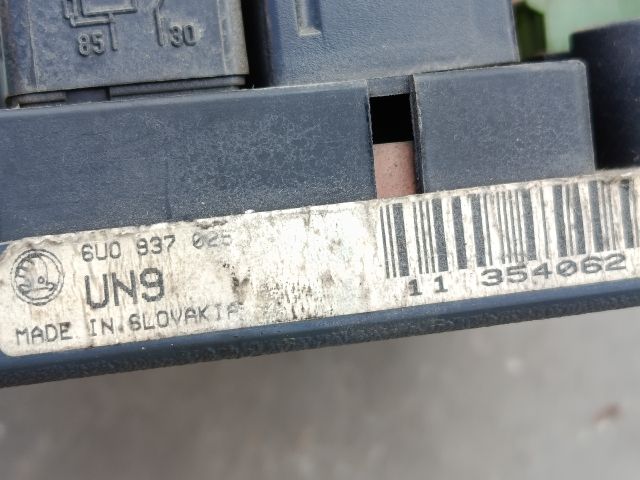 85 30
6U0 937 025
UN9
MADE IN SLOVAKIA
11 354062